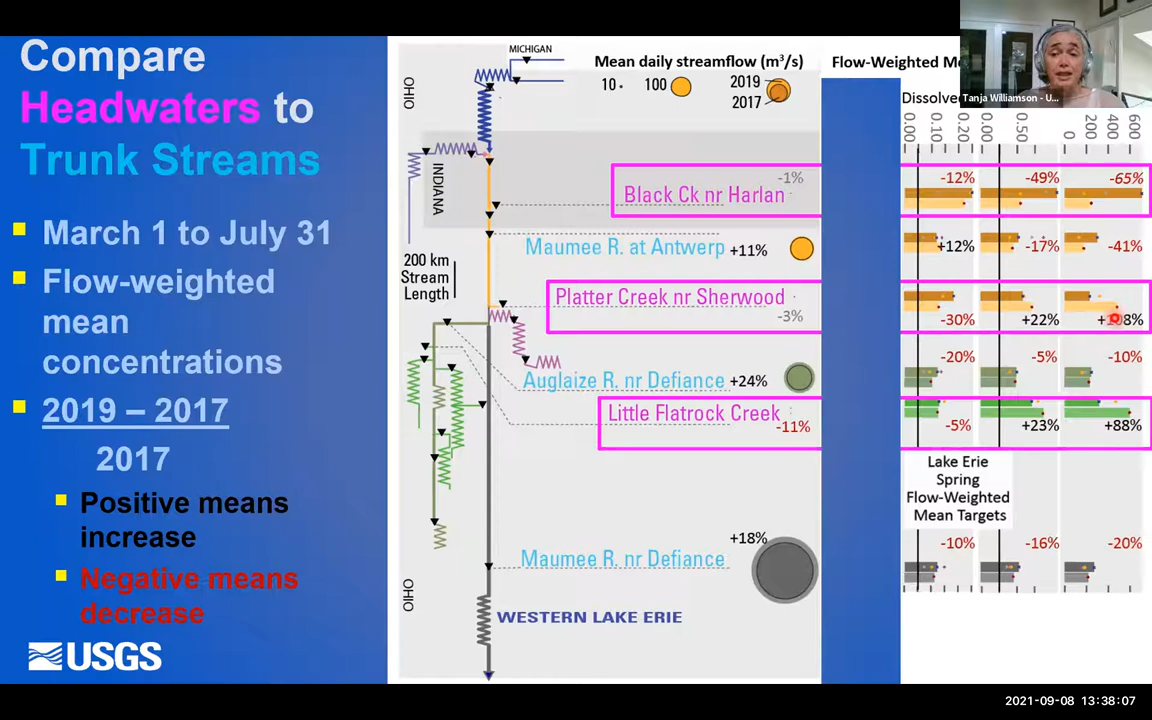 Compare
Headwaters to
Trunk Streams
March 1 to July 31
Flow-weighted
mean
concentrations
2019 – 2017
2017
Positive means
increase
Negative means
decrease
USGS
MICHIGAN
OHIO
INDIANA
200 km
Stream
Length
OHIO
Mean daily streamflow (m³/s)
10
100
2019
2017
Black Ck nr Harlan
-1%
Maumee R. at Antwerp +11%
Platter Creek nr Sherwood
-3%
Auglaize R. nr Defiance +24%
Little Flatrock Creek
-11%
Maumee R. nr Defiance
+18%
WESTERN LAKE ERIE
Flow-Weighted
Dissolve
Tanja Williamson - U...
0.00 0.10 0.20 0.00 0.50 0 200 400 600
-12% -49% -65%
+12% -17% -41%
-30% +22%
-20% -5% -10%
-5% +23% +88%
Lake Erie
Spring
Flow-Weighted
Mean Targets
-10% -16% -20%
2021-09-08 13:38:07